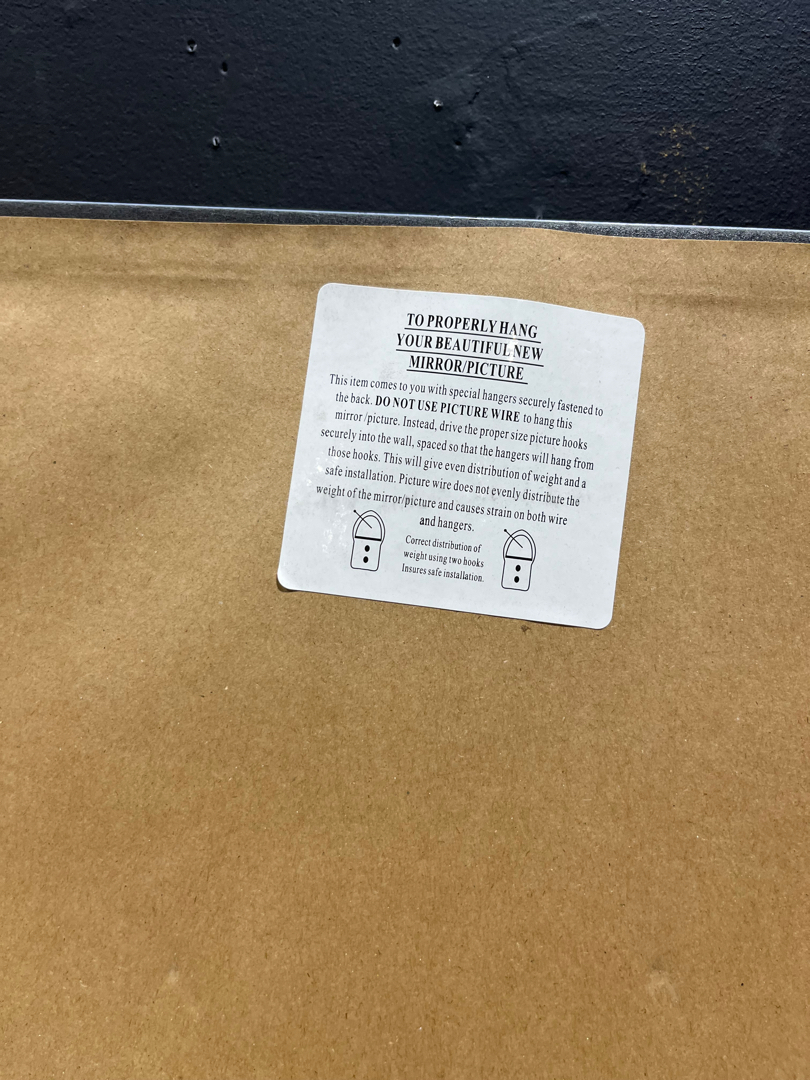 TO PROPERLY HANG
YOUR BEAUTIFUL NEW
MIRROR/PICTURE
This item comes to you with special hangers securely fastened to
the back. DO NOT USE PICTURE WIRE to hang this
mirror /picture. Instead, drive the proper size picture hooks
securely into the wall, spaced so that the hangers will hang from
those hooks. This will give even distribution of weight and a
safe installation. Picture wire does not evenly distribute the
weight of the mirror/picture and causes strain on both wire
and hangers.
Correct distribution of
weight using two hooks
Insures safe installation.